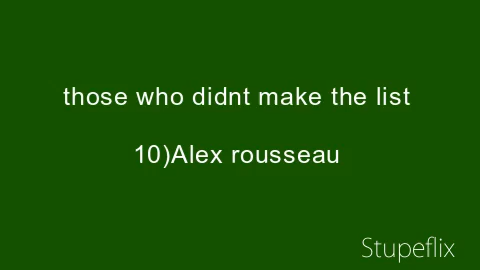 those who didnt make the list
10)Alex rousseau
Stupeflix